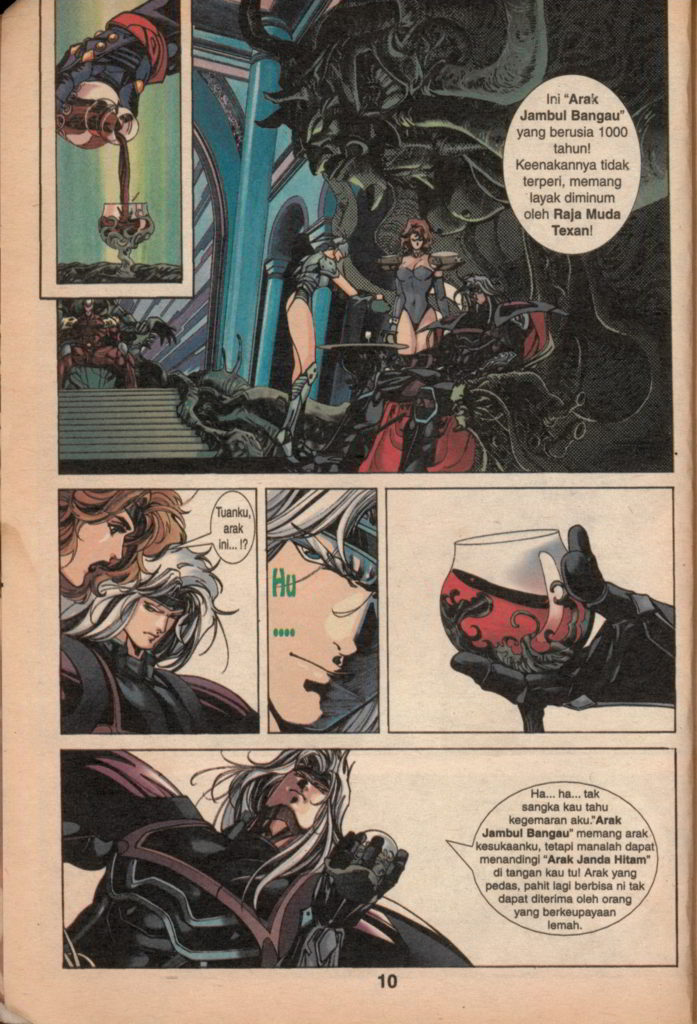 Ini "Arak
Jambul Bangau"
yang berusia 1000
tahun!
Keenakannya tidak
terperi, memang
layak diminum
oleh Raja Muda
Texan!
Tuanku,
arak
ini... !?
Hu
....
Ha... ha... tak
sangka kau tahu
kegemaran aku."Arak
Jambul Bangau" memang arak
kesukaanku, tetapi manalah dapat
menandingi "Arak Janda Hitam"
di tangan kau tu! Arak yang
pedas, pahit lagi berbisa ni tak
dapat diterima oleh orang
yang berkeupayaan
lemah.
10